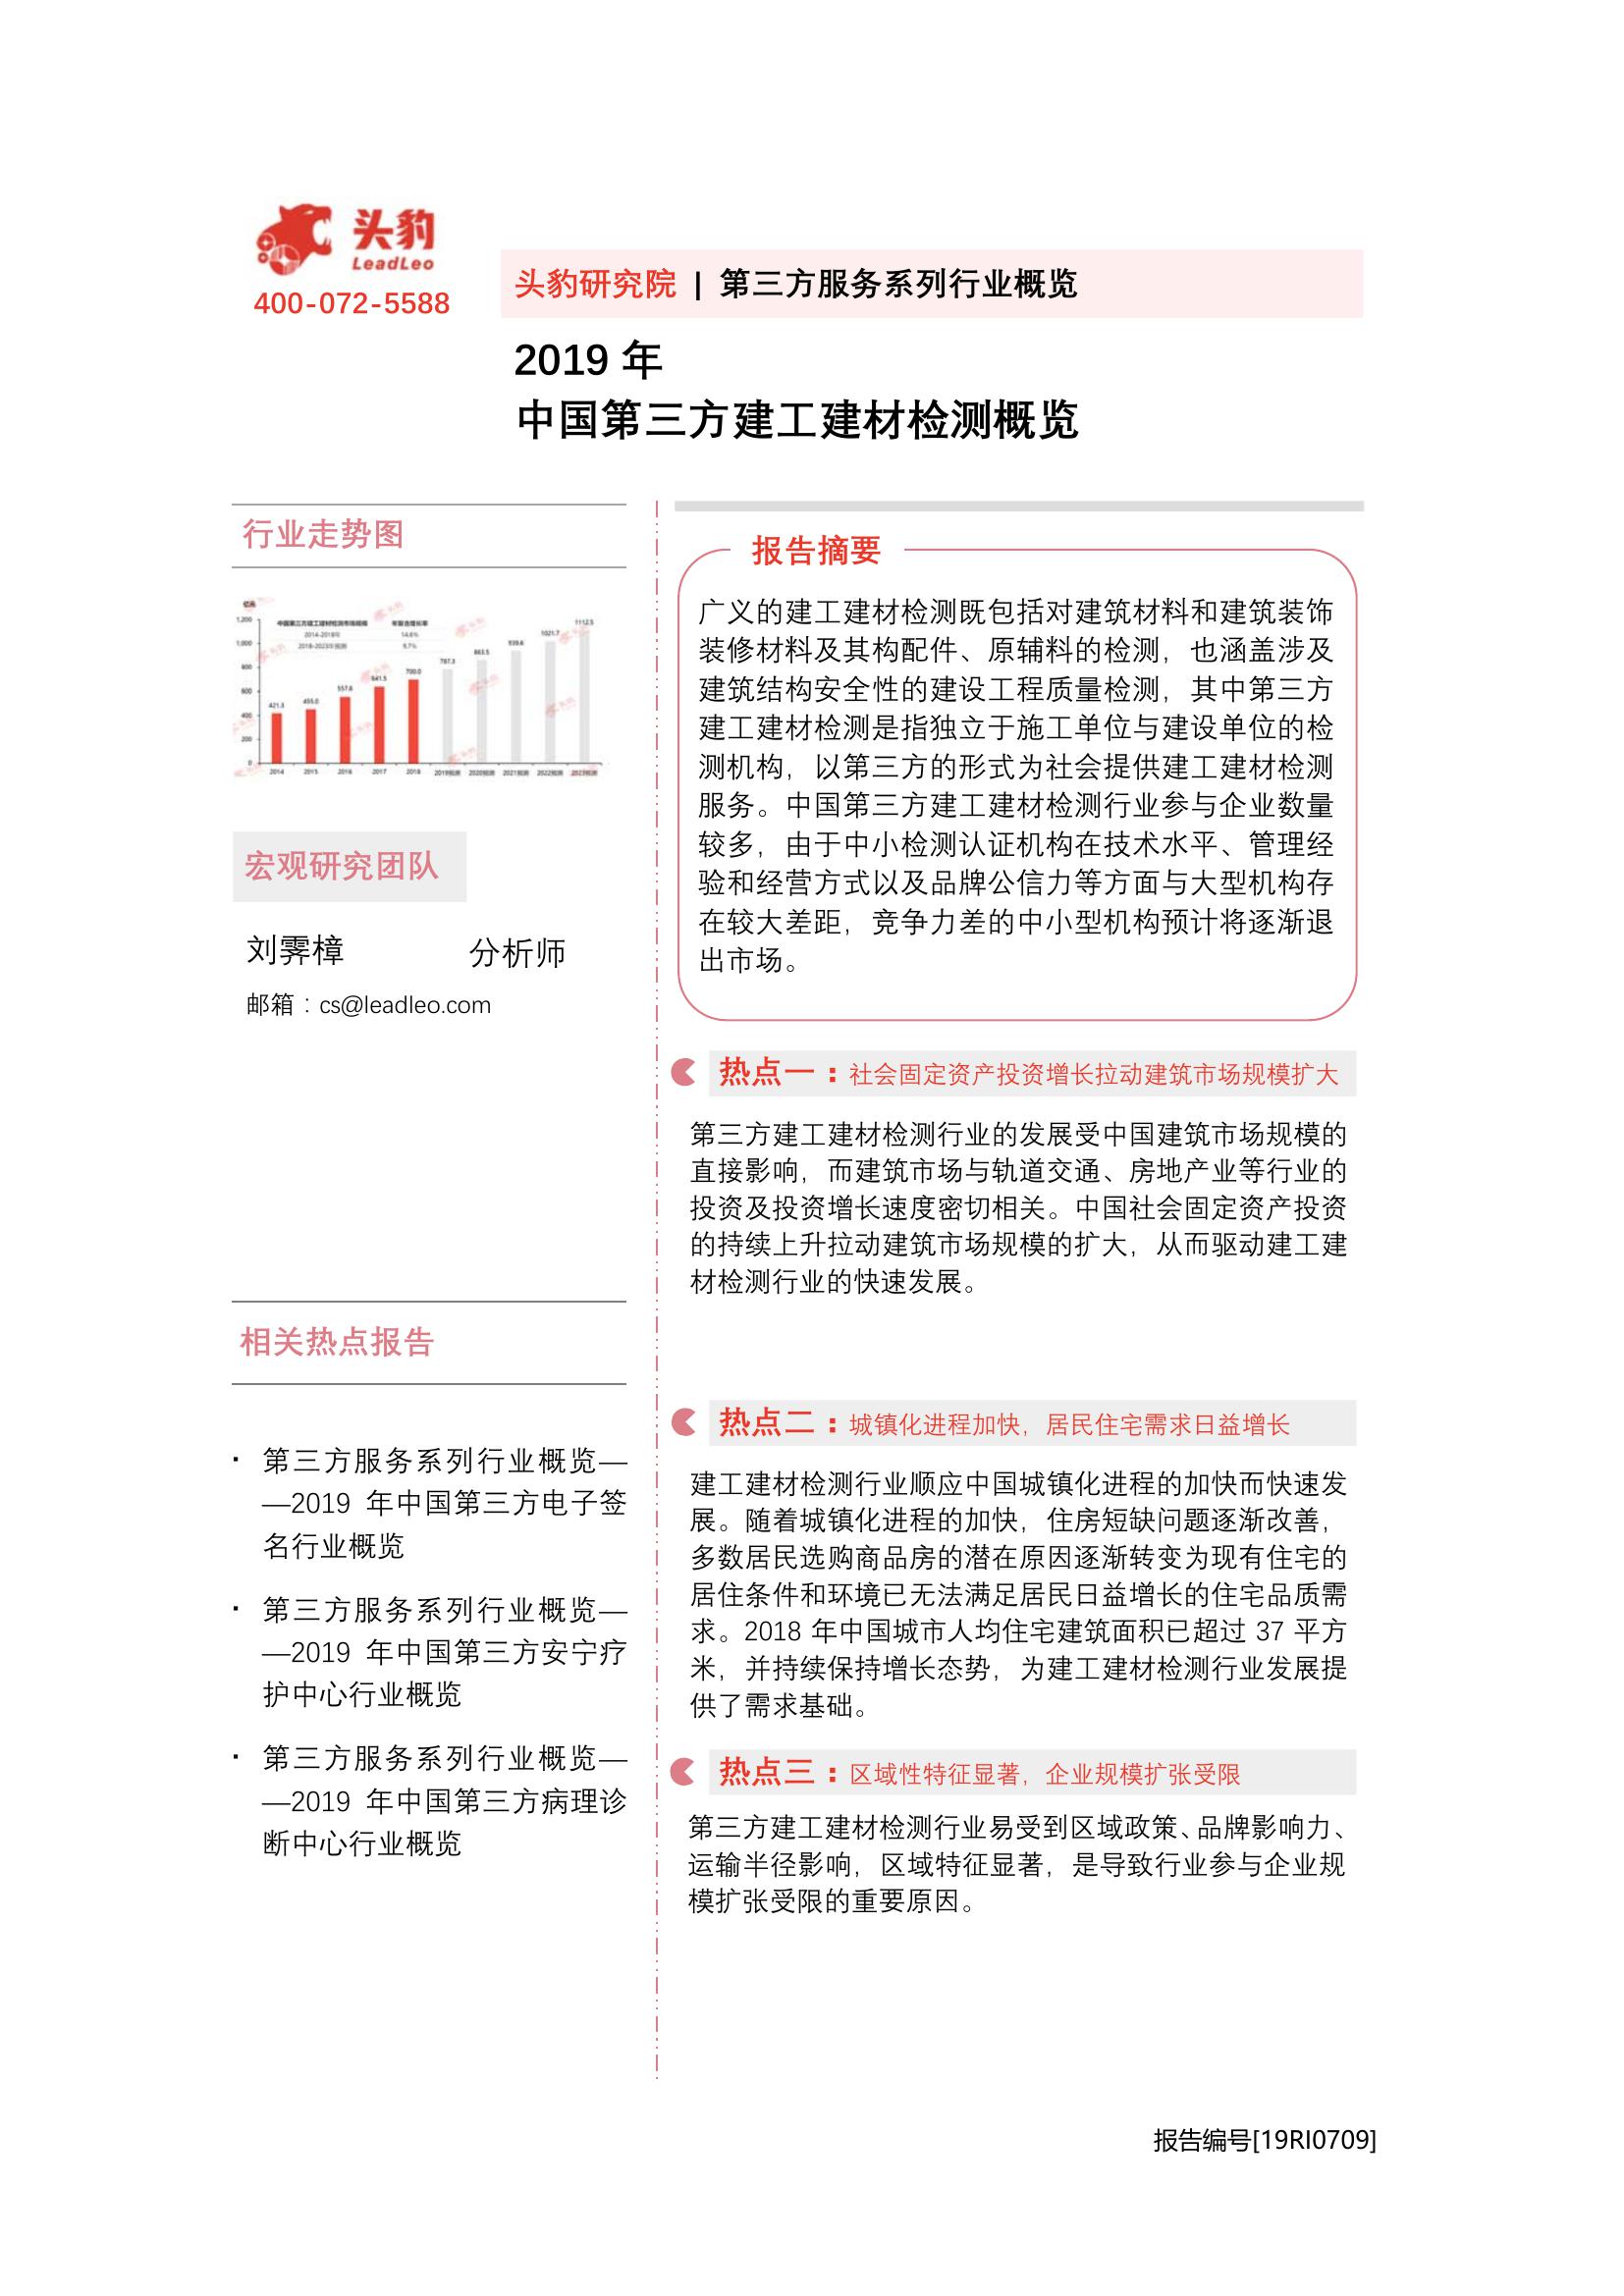 头豹
LeadLeo
400-072-5588
头豹研究院 | 第三方服务系列行业概览
2019 年
中国第三方建工建材检测概览
行业走势图
亿元
中国第三方建工建材检测市场规模 年复合增长率
2014-2018年 14.6%
2018-2023年预测 9.7%
1,200
1,000
800
600
400
200
0
421.3
455.0
557.8
641.5
700.0
787.3
863.5
939.6
1021.7
1112.5
2014 2015 2016 2017 2018 2019预测 2020预测 2021预测 2022预测 2023预测
宏观研究团队
刘霁樟 分析师
邮箱：cs@leadleo.com
相关热点报告
· 第三方服务系列行业概览—
—2019 年中国第三方电子签
名行业概览
· 第三方服务系列行业概览—
—2019 年中国第三方安宁疗
护中心行业概览
· 第三方服务系列行业概览—
—2019 年中国第三方病理诊
断中心行业概览
报告摘要
广义的建工建材检测既包括对建筑材料和建筑装饰
装修材料及其构配件、原辅料的检测，也涵盖涉及
建筑结构安全性的建设工程质量检测，其中第三方
建工建材检测是指独立于施工单位与建设单位的检
测机构，以第三方的形式为社会提供建工建材检测
服务。中国第三方建工建材检测行业参与企业数量
较多，由于中小检测认证机构在技术水平、管理经
验和经营方式以及品牌公信力等方面与大型机构存
在较大差距，竞争力差的中小型机构预计将逐渐退
出市场。
热点一：社会固定资产投资增长拉动建筑市场规模扩大
第三方建工建材检测行业的发展受中国建筑市场规模的
直接影响，而建筑市场与轨道交通、房地产业等行业的
投资及投资增长速度密切相关。中国社会固定资产投资
的持续上升拉动建筑市场规模的扩大，从而驱动建工建
材检测行业的快速发展。
热点二：城镇化进程加快，居民住宅需求日益增长
建工建材检测行业顺应中国城镇化进程的加快而快速发
展。随着城镇化进程的加快，住房短缺问题逐渐改善，
多数居民选购商品房的潜在原因逐渐转变为现有住宅的
居住条件和环境已无法满足居民日益增长的住宅品质需
求。2018 年中国城市人均住宅建筑面积已超过 37 平方
米，并持续保持增长态势，为建工建材检测行业发展提
供了需求基础。
热点三：区域性特征显著，企业规模扩张受限
第三方建工建材检测行业易受到区域政策、品牌影响力、
运输半径影响，区域特征显著，是导致行业参与企业规
模扩张受限的重要原因。
报告编号[19RI0709]